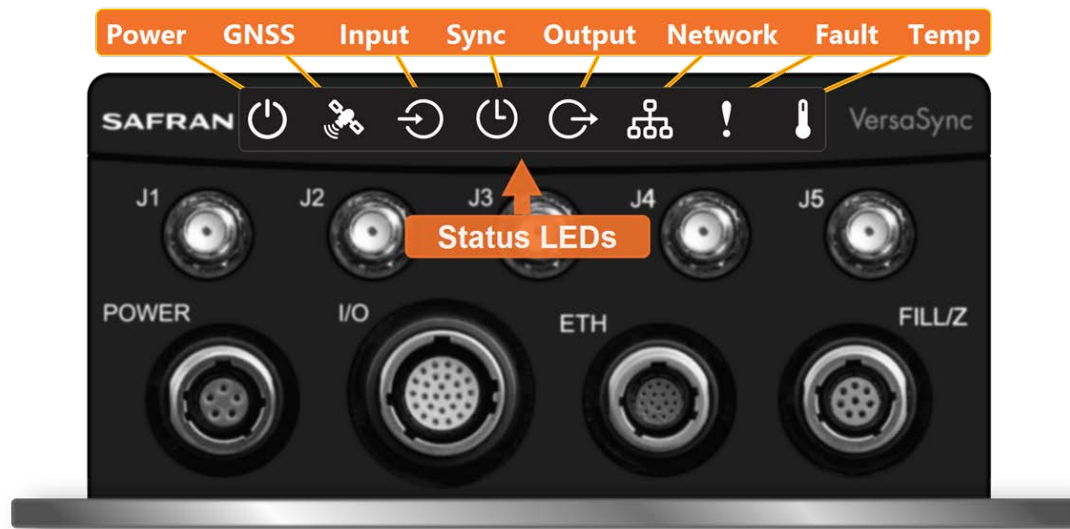 Power GNSS Input Sync Output Network Fault Temp
SAFRAN VersaSync
J1 J2 J3 J4 J5
Status LEDs
POWER I/O ETH FILL/Z